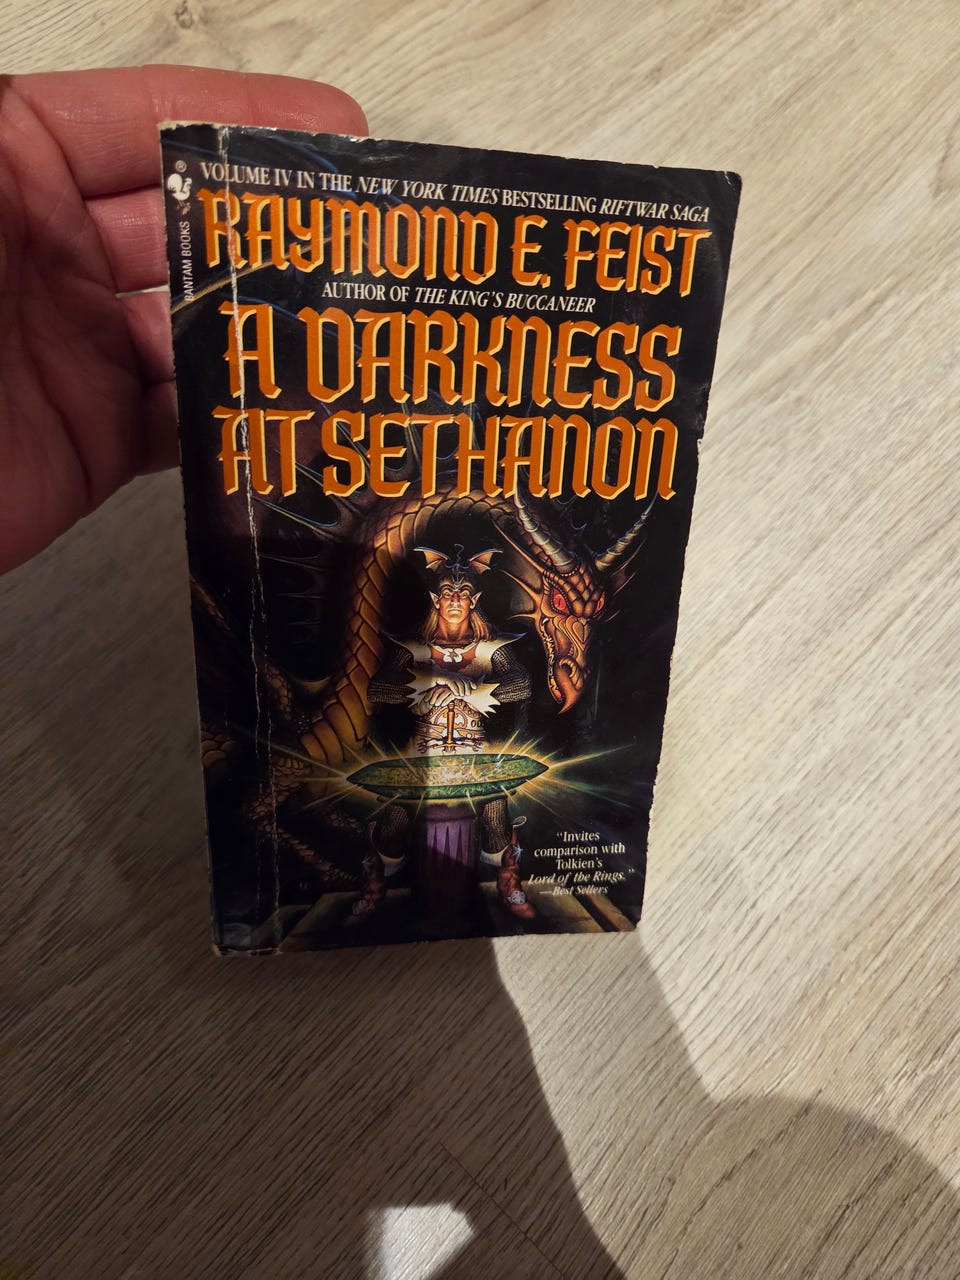 VOLUME IV IN THE NEW YORK TIMES BESTSELLING RIFTWAR SAGA
RAYMOND E. FEIST
AUTHOR OF THE KING'S BUCCANEER
A DARKNESS
AT SETHANON
BANTAM BOOKS
"Invites
comparison with
Tolkien's
Lord of the Rings."
—Best Sellers